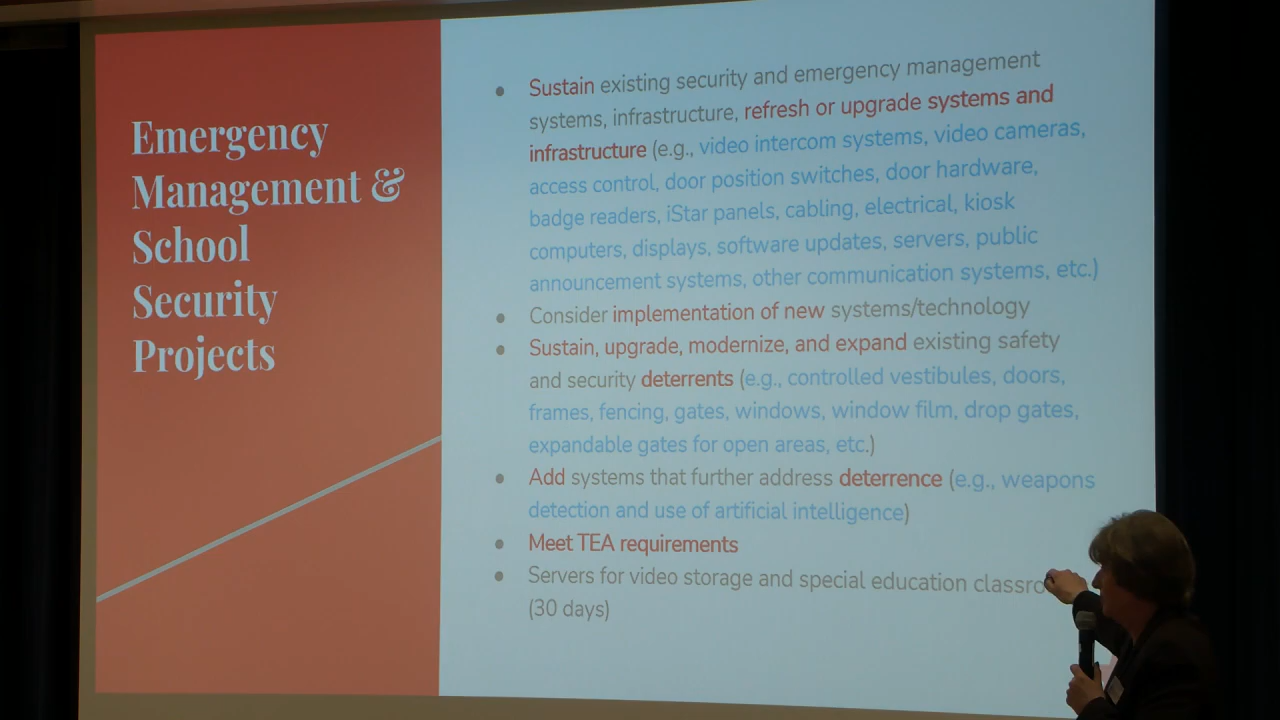 Emergency
Management &
School
Security
Projects
• Sustain existing security and emergency management
systems, infrastructure, refresh or upgrade systems and
infrastructure (e.g., video intercom systems, video cameras,
access control, door position switches, door hardware,
badge readers, iStar panels, cabling, electrical, kiosk
computers, displays, software updates, servers, public
announcement systems, other communication systems, etc.)
• Consider implementation of new systems/technology
• Sustain, upgrade, modernize, and expand existing safety
and security deterrents (e.g., controlled vestibules, doors,
frames, fencing, gates, windows, window film, drop gates,
expandable gates for open areas, etc.)
• Add systems that further address deterrence (e.g., weapons
detection and use of artificial intelligence)
• Meet TEA requirements
• Servers for video storage and special education
(30 days)